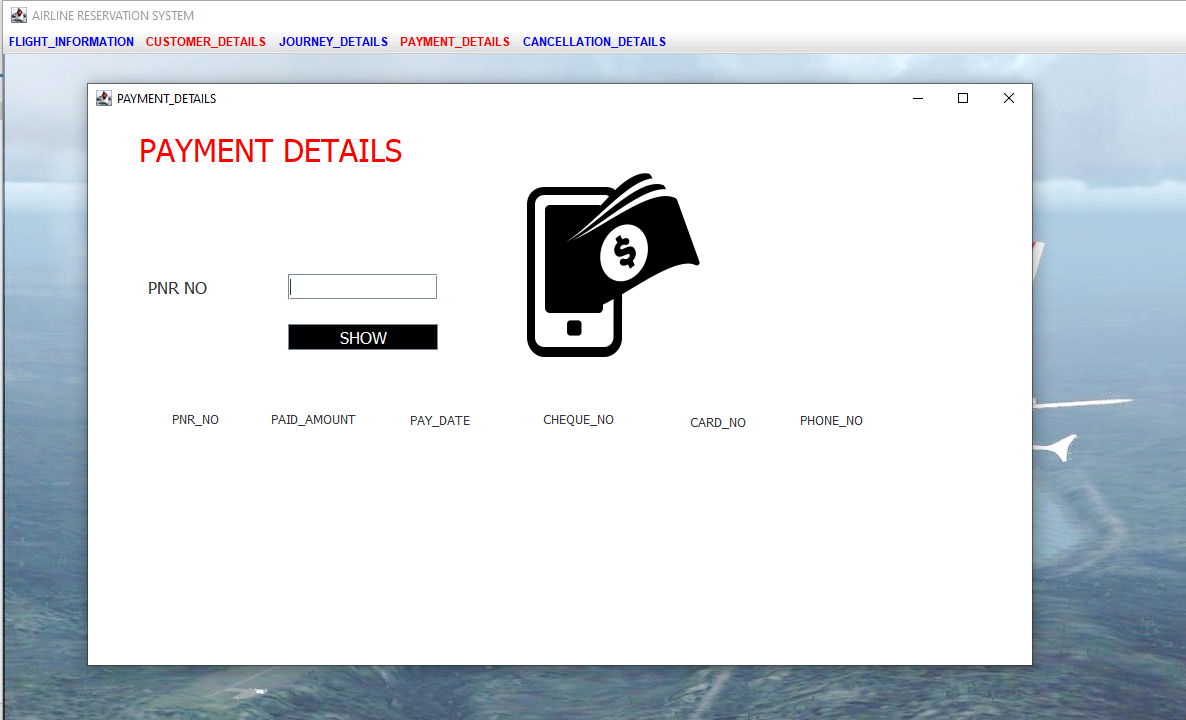 AIRLINE RESERVATION SYSTEM
FLIGHT_INFORMATION CUSTOMER_DETAILS JOURNEY_DETAILS PAYMENT_DETAILS CANCELLATION_DETAILS
PAYMENT_DETAILS
PAYMENT DETAILS
$
PNR NO
SHOW
PNR_NO PAID_AMOUNT PAY_DATE CHEQUE_NO CARD_NO PHONE_NO